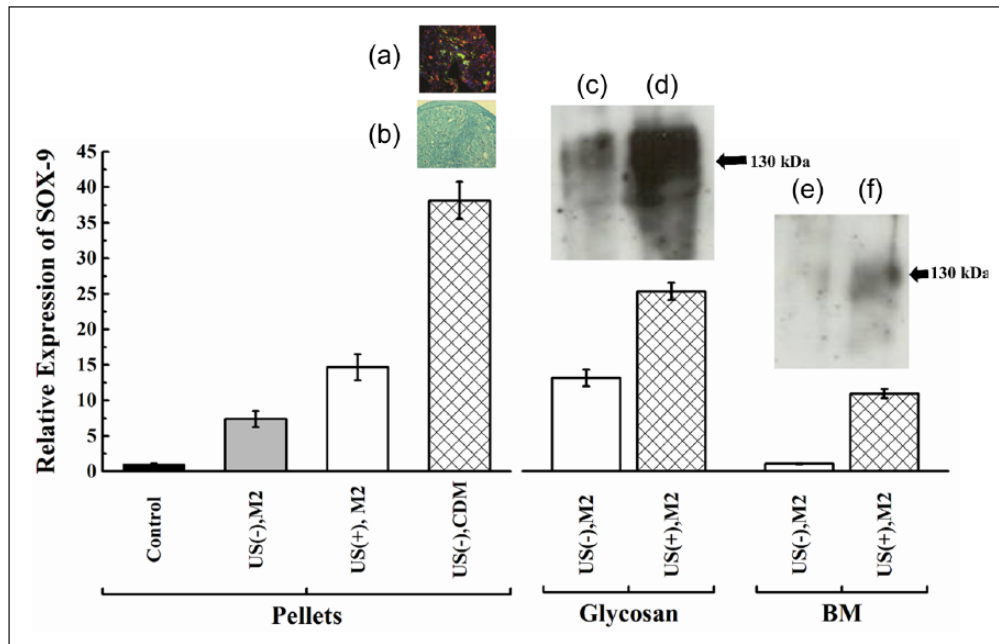 (a)
(b)
(c)
(d)
130 kDa
(e)
(f)
130 kDa
Relative Expression of SOX-9
45
40
35
30
25
20
15
10
5
0
Control
US(-),M2
US(+), M2
US(-),CDM
US(-),M2
US(+),M2
US(-),M2
US(+),M2
Pellets
Glycosan
BM